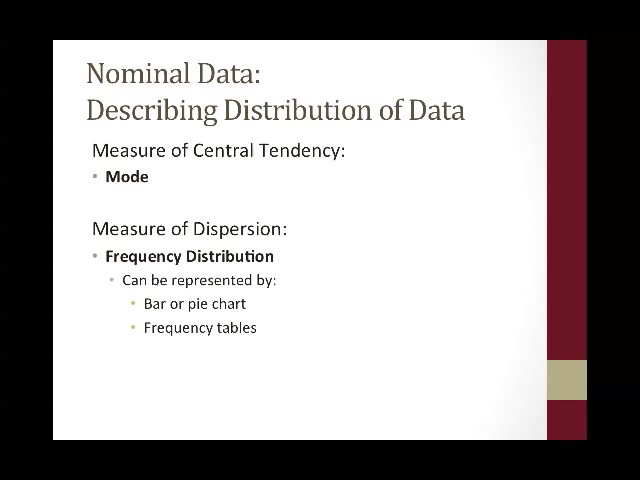 Nominal Data:
Describing Distribution of Data
Measure of Central Tendency:
• Mode
Measure of Dispersion:
• Frequency Distribution
• Can be represented by:
• Bar or pie chart
• Frequency tables